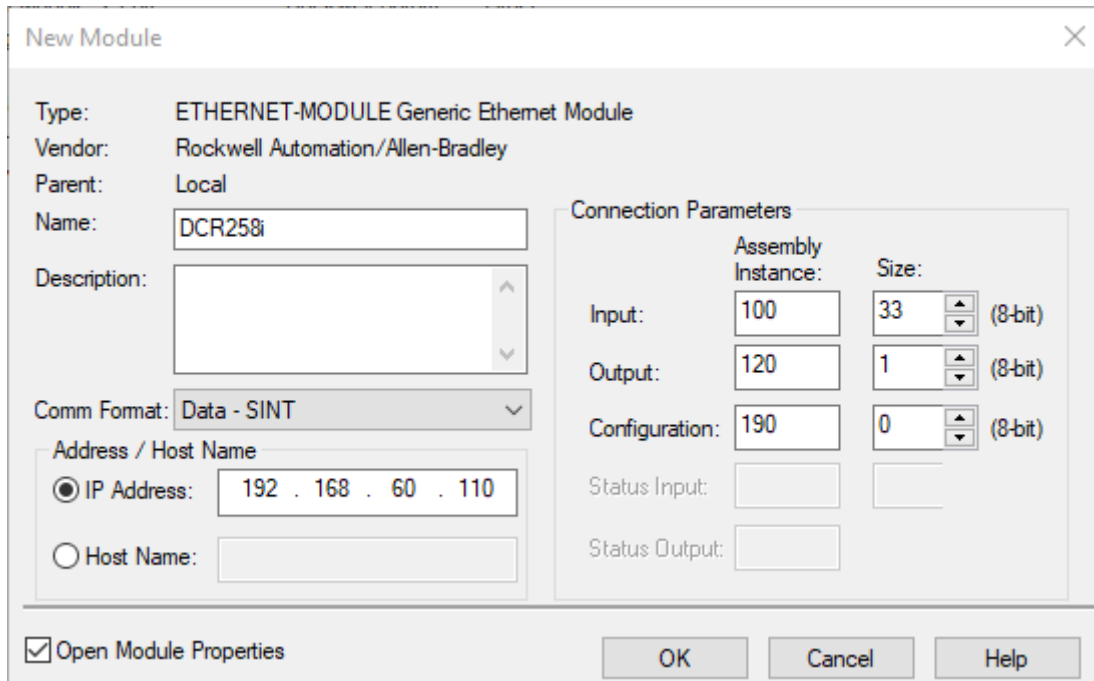 New Module
Type: ETHERNET-MODULE Generic Ethernet Module
Vendor: Rockwell Automation/Allen-Bradley
Parent: Local
Name: DCR258i
Description:
Comm Format: Data - SINT
Address / Host Name
IP Address: 192 . 168 . 60 . 110
Host Name:
Connection Parameters
Assembly
Instance: Size:
Input: 100 33 (8-bit)
Output: 120 1 (8-bit)
Configuration: 190 0 (8-bit)
Status Input:
Status Output:
Open Module Properties
OK Cancel Help